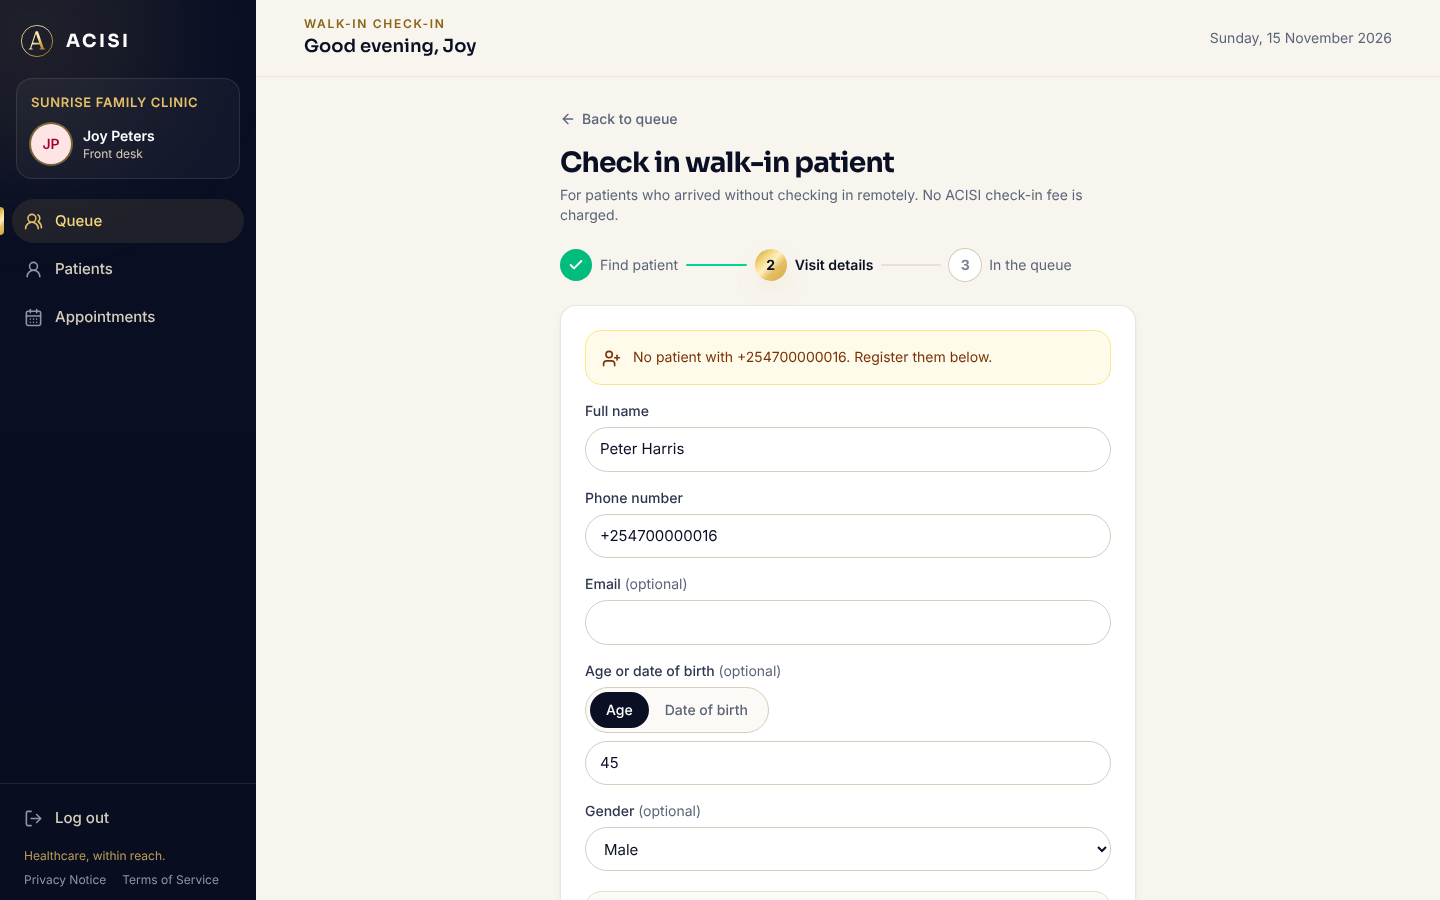 A ACISI
SUNRISE FAMILY CLINIC
JP
Joy Peters
Front desk
Queue
Patients
Appointments
Log out
Healthcare, within reach.
Privacy Notice Terms of Service
WALK-IN CHECK-IN
Good evening, Joy
Sunday, 15 November 2026
Back to queue
Check in walk-in patient
For patients who arrived without checking in remotely. No ACISI check-in fee is
charged.
Find patient 2 Visit details 3 In the queue
No patient with +254700000016. Register them below.
Full name
Peter Harris
Phone number
+254700000016
Email (optional)
Age or date of birth (optional)
Age Date of birth
45
Gender (optional)
Male